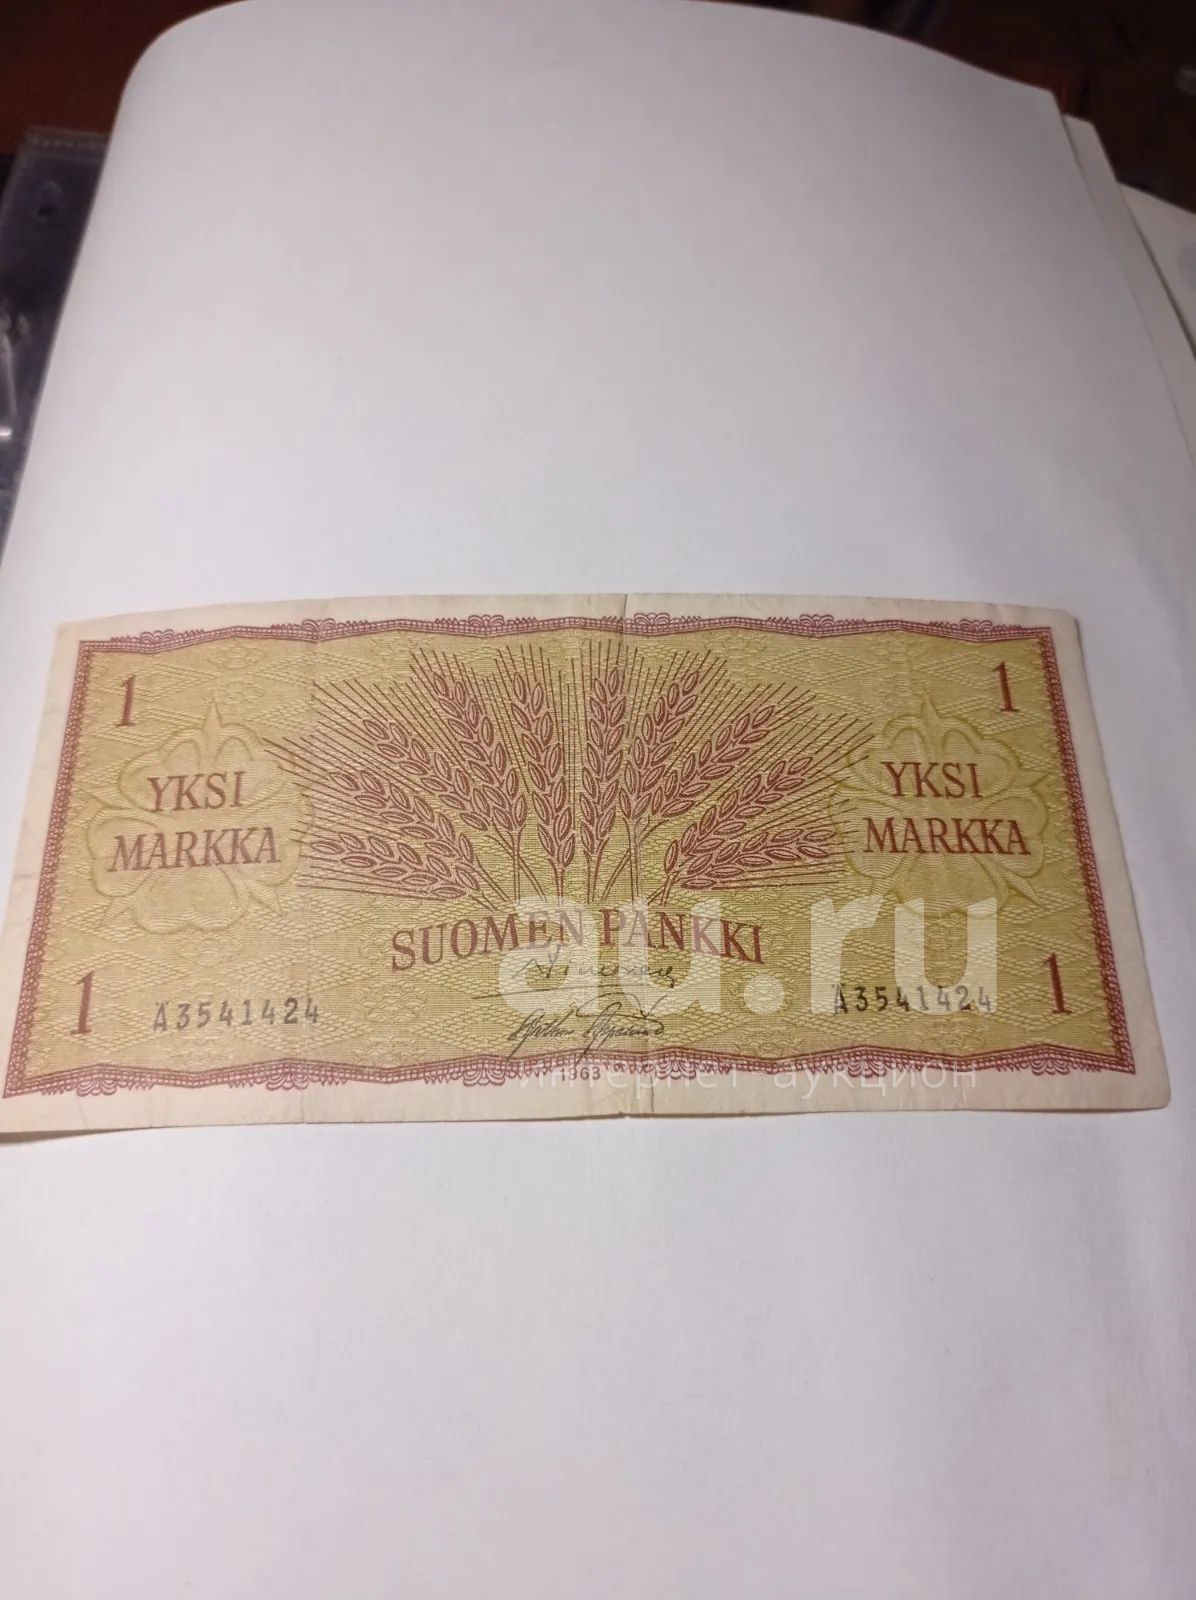 1
1
YKSI
MARKKA
YKSI
MARKKA
SUOMEN PANKKI
1
A3541424
A3541424
1
1963
au.ru
интернет аукцион